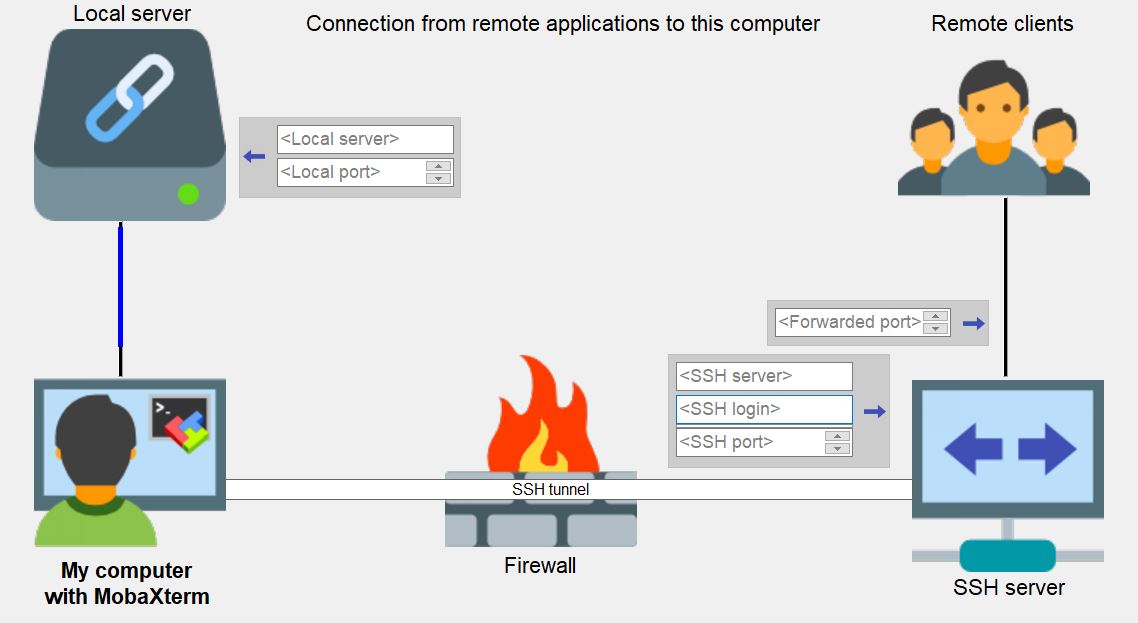 Local server
Connection from remote applications to this computer
Remote clients
<Local server>
<Local port>
<Forwarded port>
<SSH server>
<SSH login>
<SSH port>
>_
SSH tunnel
Firewall
My computer
with MobaXterm
SSH server